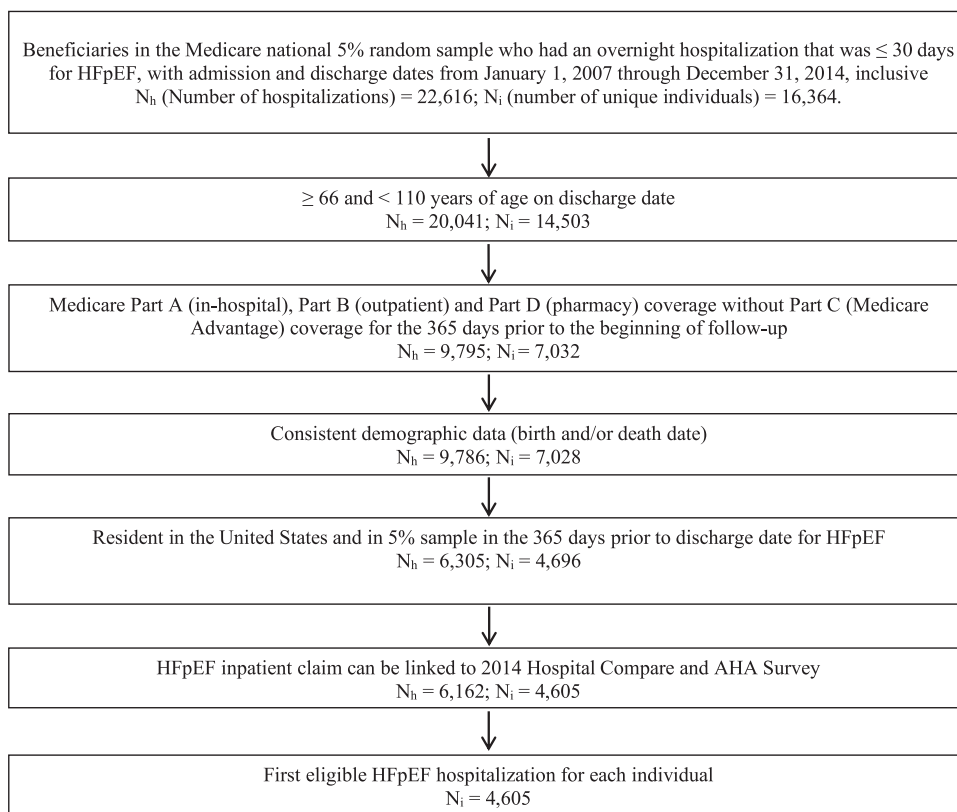 Beneficiaries in the Medicare national 5% random sample who had an overnight hospitalization that was ≤ 30 days
for HFpEF, with admission and discharge dates from January 1, 2007 through December 31, 2014, inclusive
Nₕ (Number of hospitalizations) = 22,616; Nᵢ (number of unique individuals) = 16,364.
≥ 66 and < 110 years of age on discharge date
Nₕ = 20,041; Nᵢ = 14,503
Medicare Part A (in-hospital), Part B (outpatient) and Part D (pharmacy) coverage without Part C (Medicare
Advantage) coverage for the 365 days prior to the beginning of follow-up
Nₕ = 9,795; Nᵢ = 7,032
Consistent demographic data (birth and/or death date)
Nₕ = 9,786; Nᵢ = 7,028
Resident in the United States and in 5% sample in the 365 days prior to discharge date for HFpEF
Nₕ = 6,305; Nᵢ = 4,696
HFpEF inpatient claim can be linked to 2014 Hospital Compare and AHA Survey
Nₕ = 6,162; Nᵢ = 4,605
First eligible HFpEF hospitalization for each individual
Nᵢ = 4,605